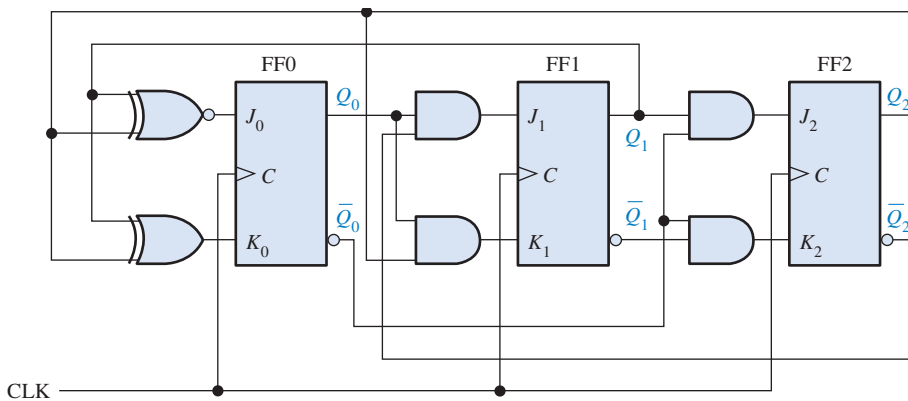 FF0
FF1
FF2
Q₀
Q₂
J₀
J₁
Q₁
J₂
C
C
C
Q̅₀
Q̅₁
Q̅₂
K₀
K₁
K₂
CLK